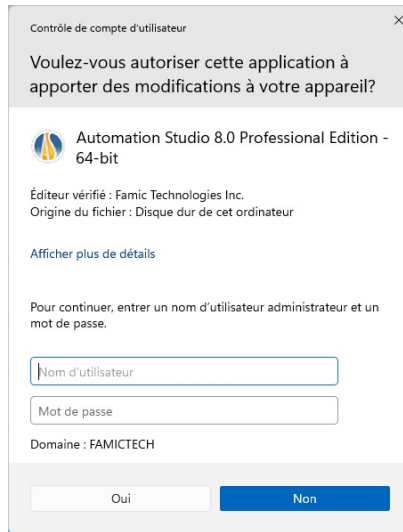 Contrôle de compte d'utilisateur
Voulez-vous autoriser cette application à
apporter des modifications à votre appareil?
Automation Studio 8.0 Professional Edition -
64-bit
Éditeur vérifié : Famic Technologies Inc.
Origine du fichier : Disque dur de cet ordinateur
Afficher plus de détails
Pour continuer, entrer un nom d'utilisateur administrateur et un
mot de passe.
Nom d'utilisateur
Mot de passe
Domaine : FAMICTECH
Oui
Non